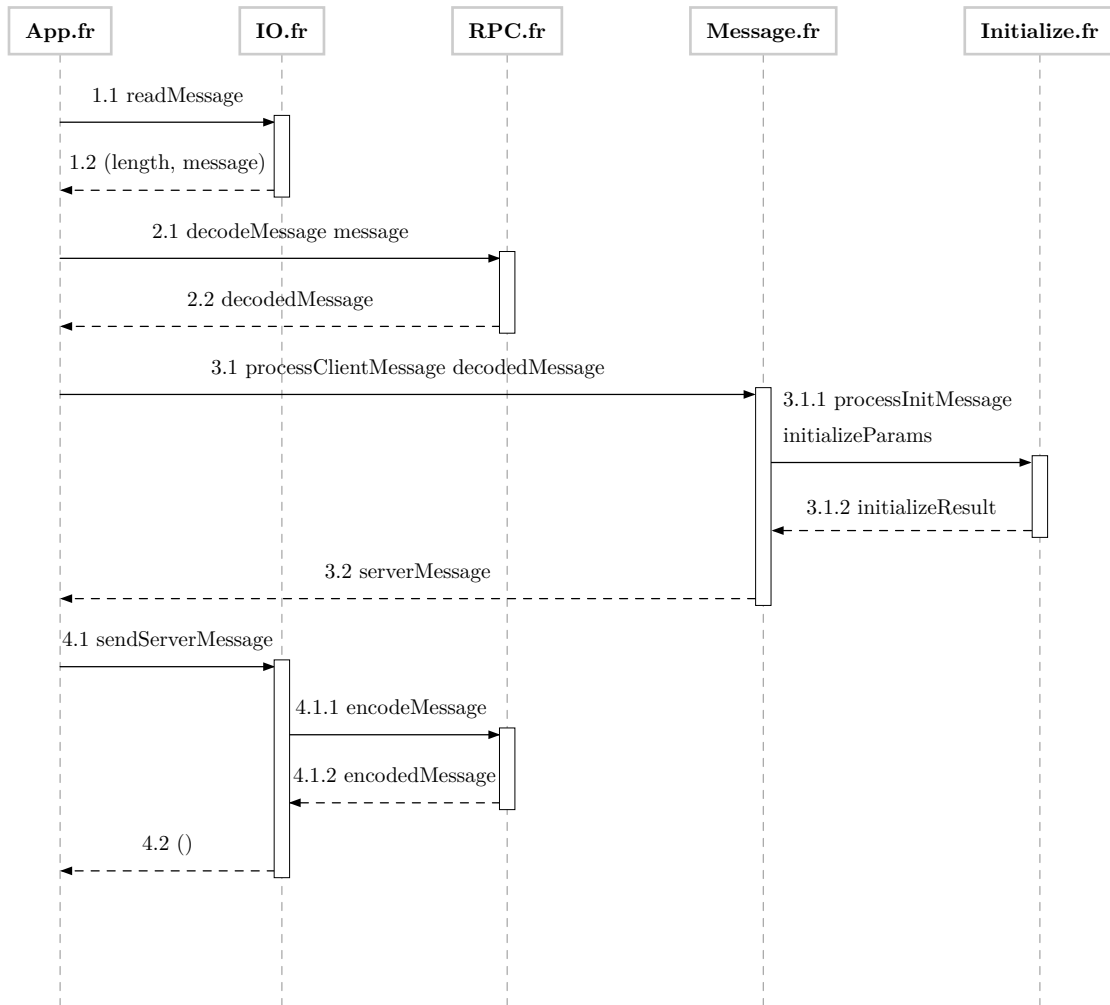 App.fr
IO.fr
RPC.fr
Message.fr
Initialize.fr
1.1 readMessage
1.2 (length, message)
2.1 decodeMessage message
2.2 decodedMessage
3.1 processClientMessage decodedMessage
3.1.1 processInitMessage
initializeParams
3.1.2 initializeResult
3.2 serverMessage
4.1 sendServerMessage
4.1.1 encodeMessage
4.1.2 encodedMessage
4.2 ()